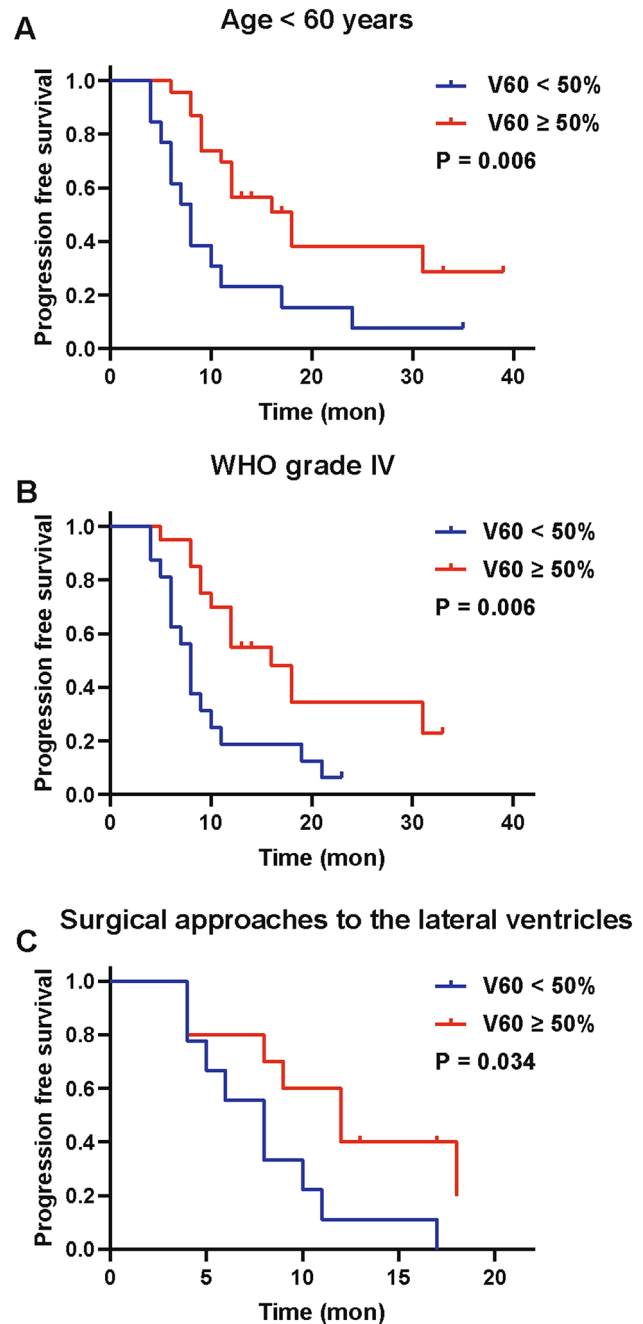 A
Age < 60 years
Progression free survival
1.0
0.8
0.6
0.4
0.2
0.0
V60 < 50%
V60 ≥ 50%
P = 0.006
0 10 20 30 40
Time (mon)
B
WHO grade IV
Progression free survival
1.0
0.8
0.6
0.4
0.2
0.0
V60 < 50%
V60 ≥ 50%
P = 0.006
0 10 20 30 40
Time (mon)
C
Surgical approaches to the lateral ventricles
Progression free survival
1.0
0.8
0.6
0.4
0.2
0.0
V60 < 50%
V60 ≥ 50%
P = 0.034
0 5 10 15 20
Time (mon)